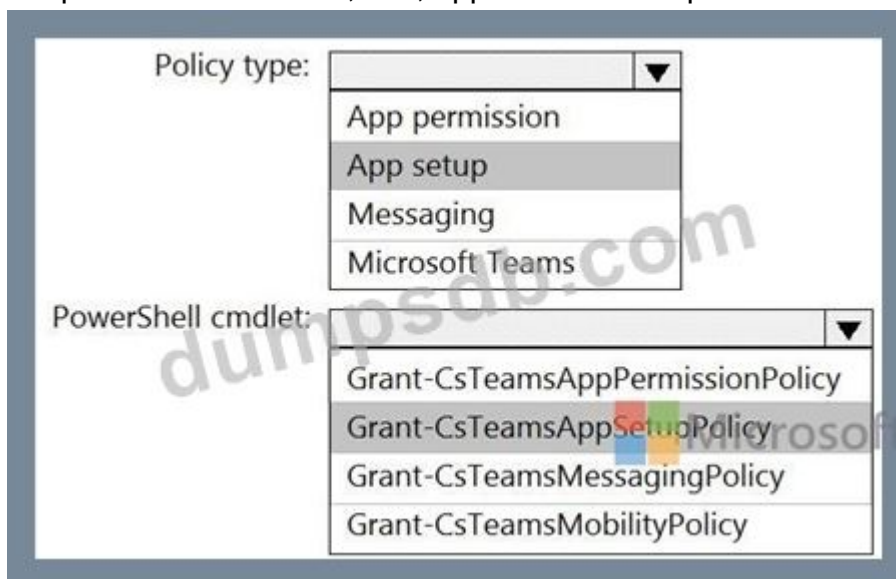 Policy type:
App permission
App setup
Messaging
Microsoft Teams
PowerShell cmdlet:
Grant-CsTeamsAppPermissionPolicy
Grant-CsTeamsAppSetupPolicy
Grant-CsTeamsMessagingPolicy
Grant-CsTeamsMobilityPolicy
dumpsdb.com
Microsoft